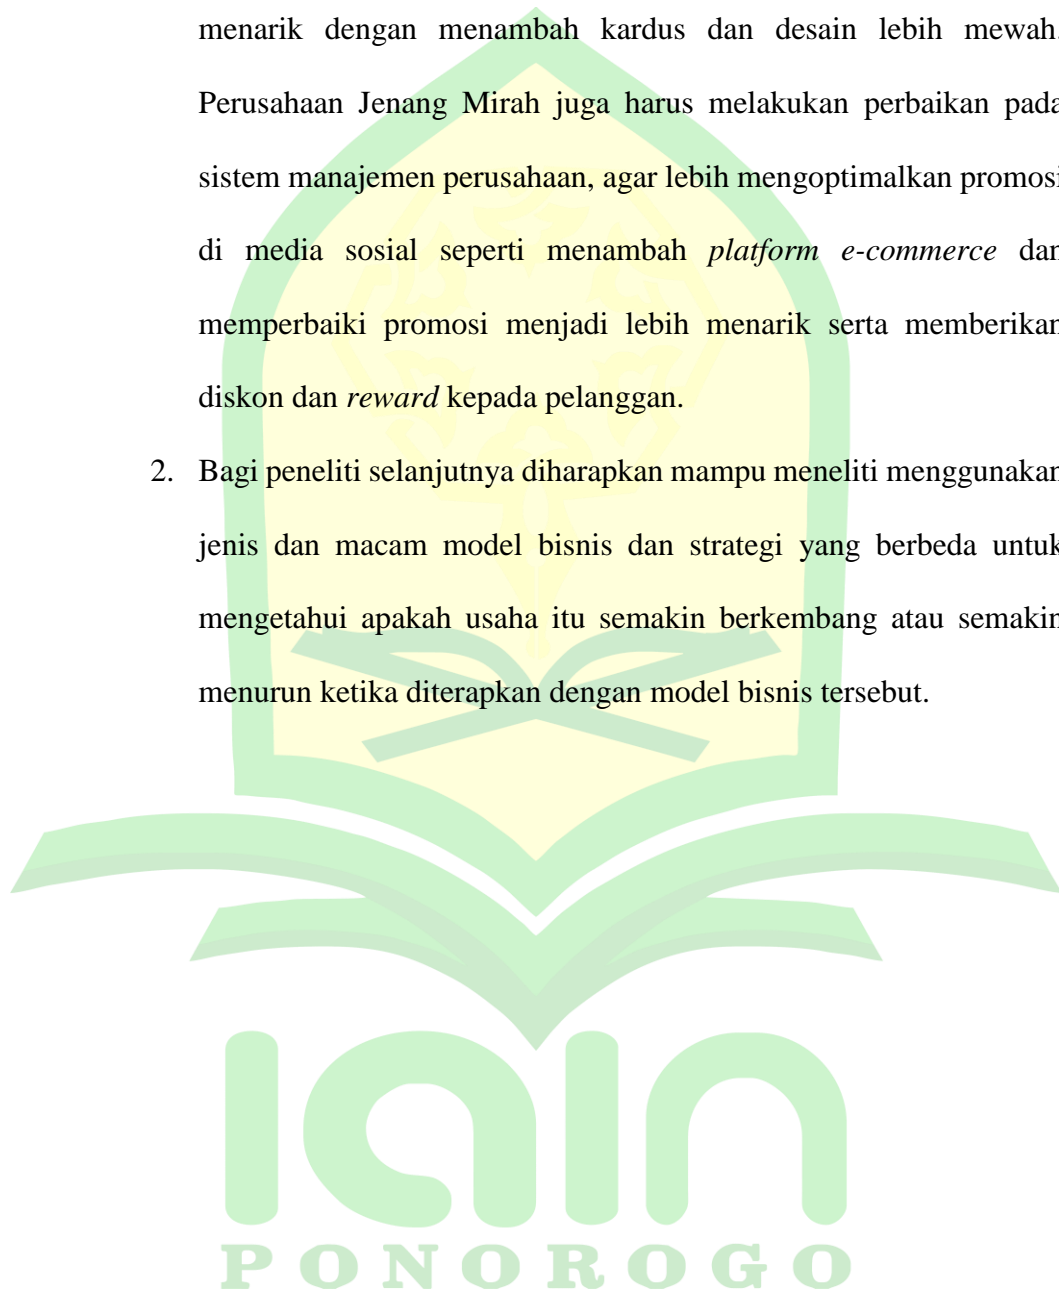 menarik dengan menambah kardus dan desain lebih mewah.
Perusahaan Jenang Mirah juga harus melakukan perbaikan pada
sistem manajemen perusahaan, agar lebih mengoptimalkan promosi
di media sosial seperti menambah platform e-commerce dan
memperbaiki promosi menjadi lebih menarik serta memberikan
diskon dan reward kepada pelanggan.
2. Bagi peneliti selanjutnya diharapkan mampu meneliti menggunakan
jenis dan macam model bisnis dan strategi yang berbeda untuk
mengetahui apakah usaha itu semakin berkembang atau semakin
menurun ketika diterapkan dengan model bisnis tersebut.
iain
PONOROGO